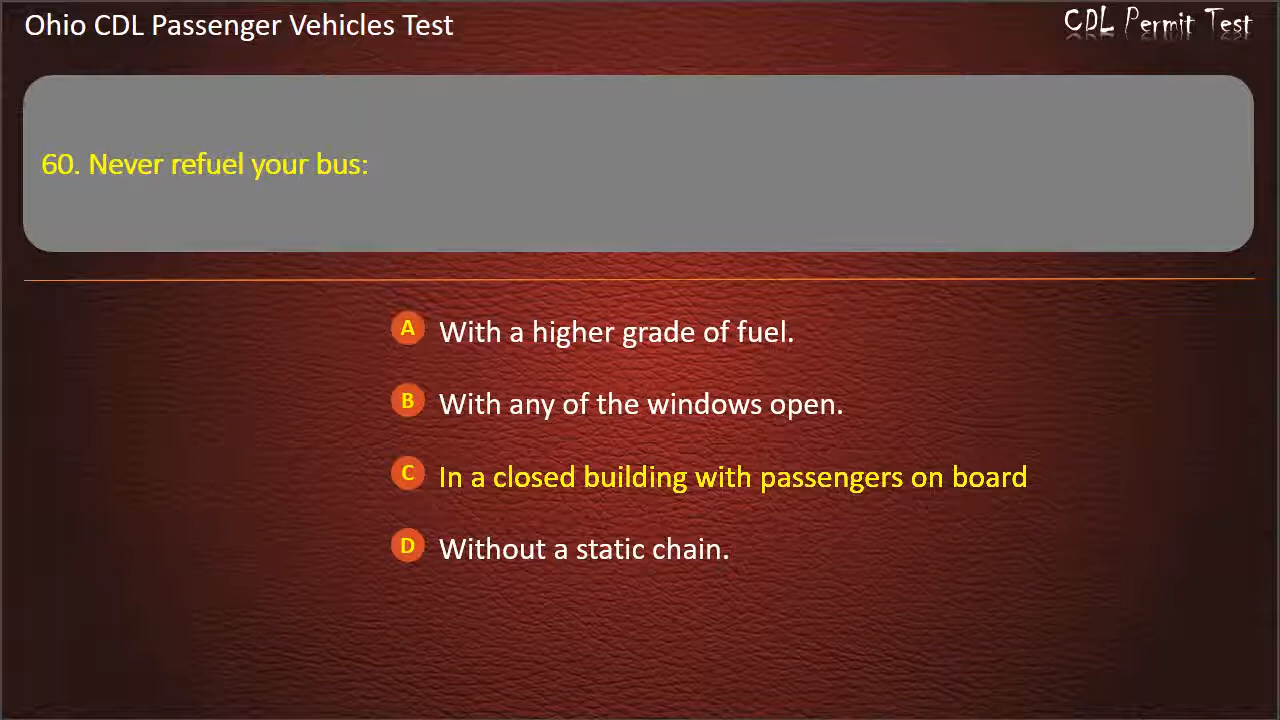 Ohio CDL Passenger Vehicles Test
CDL Permit Test
60. Never refuel your bus:
A With a higher grade of fuel.
B With any of the windows open.
C In a closed building with passengers on board
D Without a static chain.